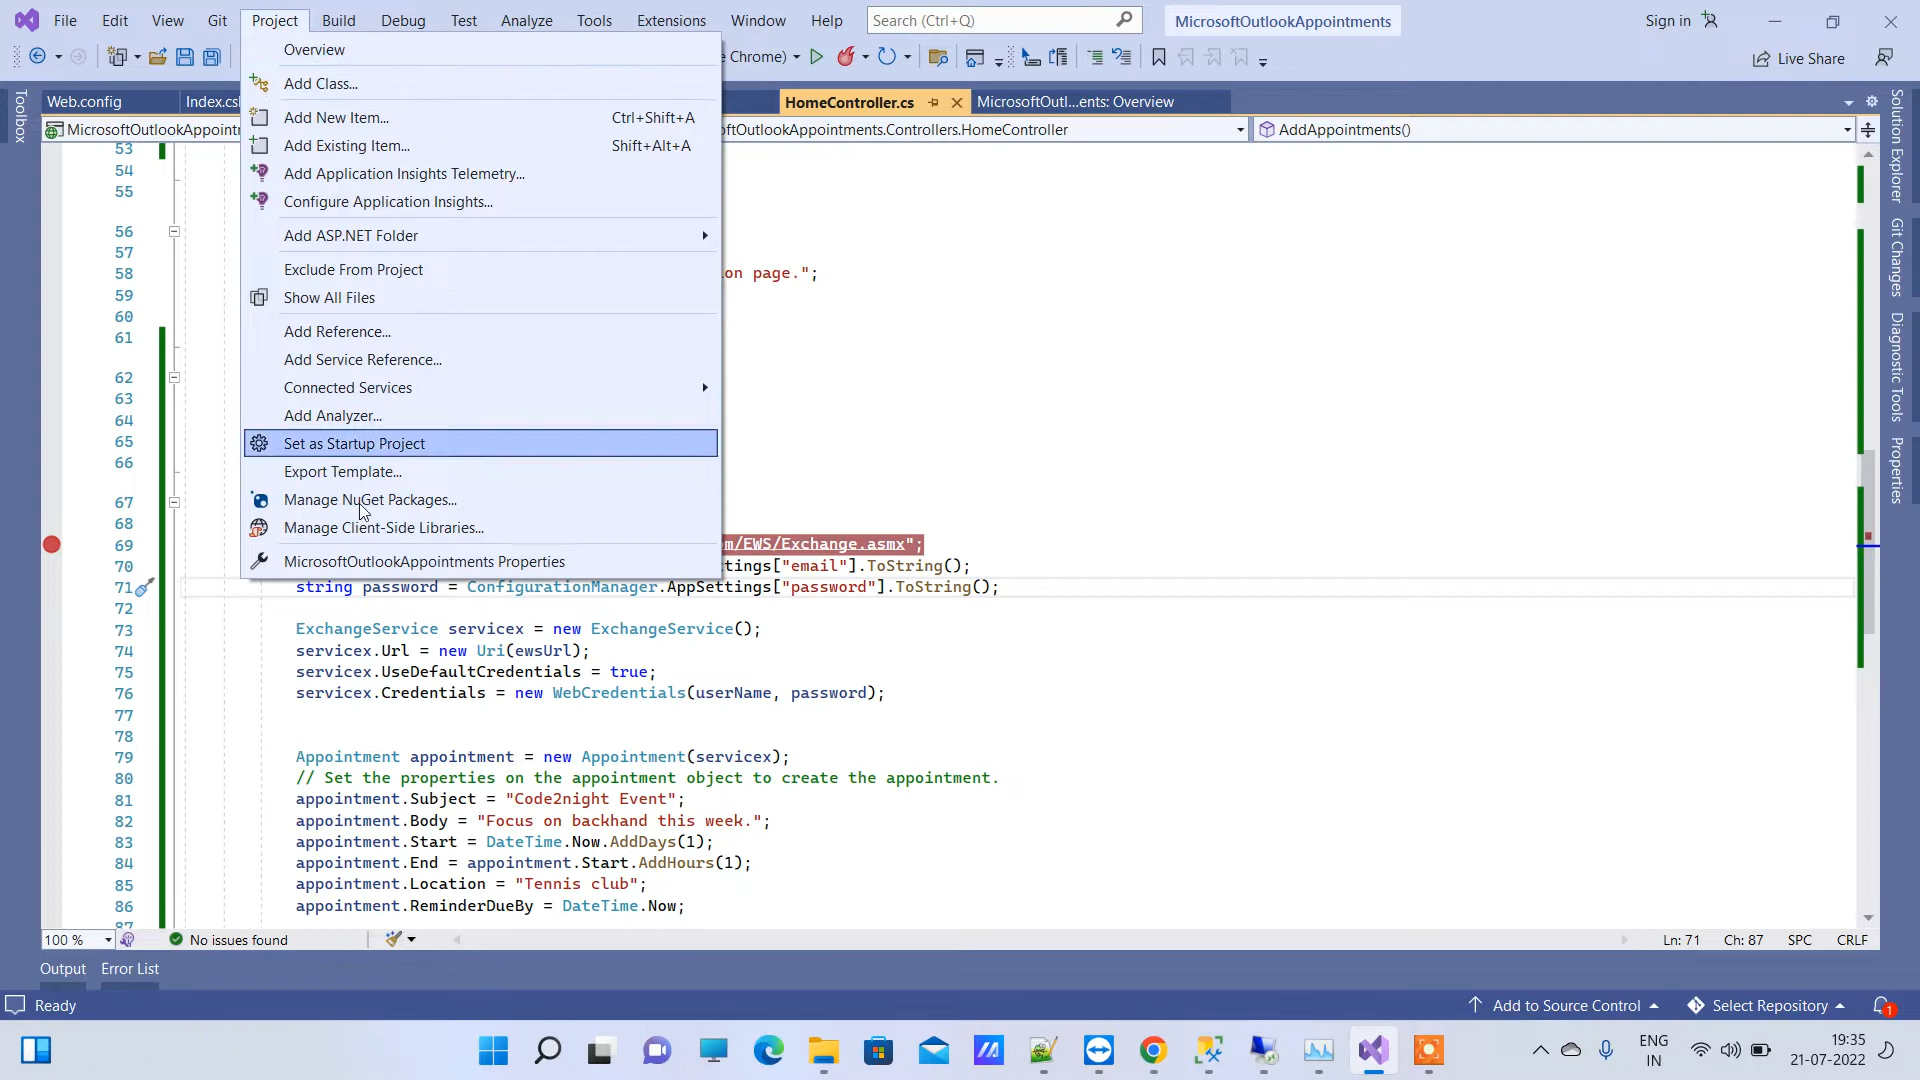 File Edit View Git Project Build Debug Test Analyze Tools Extensions Window Help Search (Ctrl+Q) MicrosoftOutlookAppointments Sign in
e Chrome) Live Share
Web.config Index.csl HomeController.cs MicrosoftOutl...ents: Overview
MicrosoftOutlookAppointr oftOutlookAppointments.Controllers.HomeController AddAppointments()
Toolbox
Overview
Add Class...
Add New Item... Ctrl+Shift+A
Add Existing Item... Shift+Alt+A
Add Application Insights Telemetry...
Configure Application Insights...
Add ASP.NET Folder
Exclude From Project
Show All Files
Add Reference...
Add Service Reference...
Connected Services
Add Analyzer...
Set as Startup Project
Export Template...
Manage NuGet Packages...
Manage Client-Side Libraries...
MicrosoftOutlookAppointments Properties
53
54
55
56
57
58 on page.";
59
60
61
62
63
64
65
66
67
68
69 m/EWS/Exchange.asmx";
70 ttings["email"].ToString();
71 string password = ConfigurationManager.AppSettings["password"].ToString();
72
73 ExchangeService servicex = new ExchangeService();
74 servicex.Url = new Uri(ewsUrl);
75 servicex.UseDefaultCredentials = true;
76 servicex.Credentials = new WebCredentials(userName, password);
77
78
79 Appointment appointment = new Appointment(servicex);
80 // Set the properties on the appointment object to create the appointment.
81 appointment.Subject = "Code2night Event";
82 appointment.Body = "Focus on backhand this week.";
83 appointment.Start = DateTime.Now.AddDays(1);
84 appointment.End = appointment.Start.AddHours(1);
85 appointment.Location = "Tennis club";
86 appointment.ReminderDueBy = DateTime.Now;
87
Solution Explorer
Git Changes
Diagnostic Tools
Properties
100 % No issues found Ln: 71 Ch: 87 SPC CRLF
Output Error List
Ready Add to Source Control Select Repository 1
ENG
IN
19:35
21-07-2022